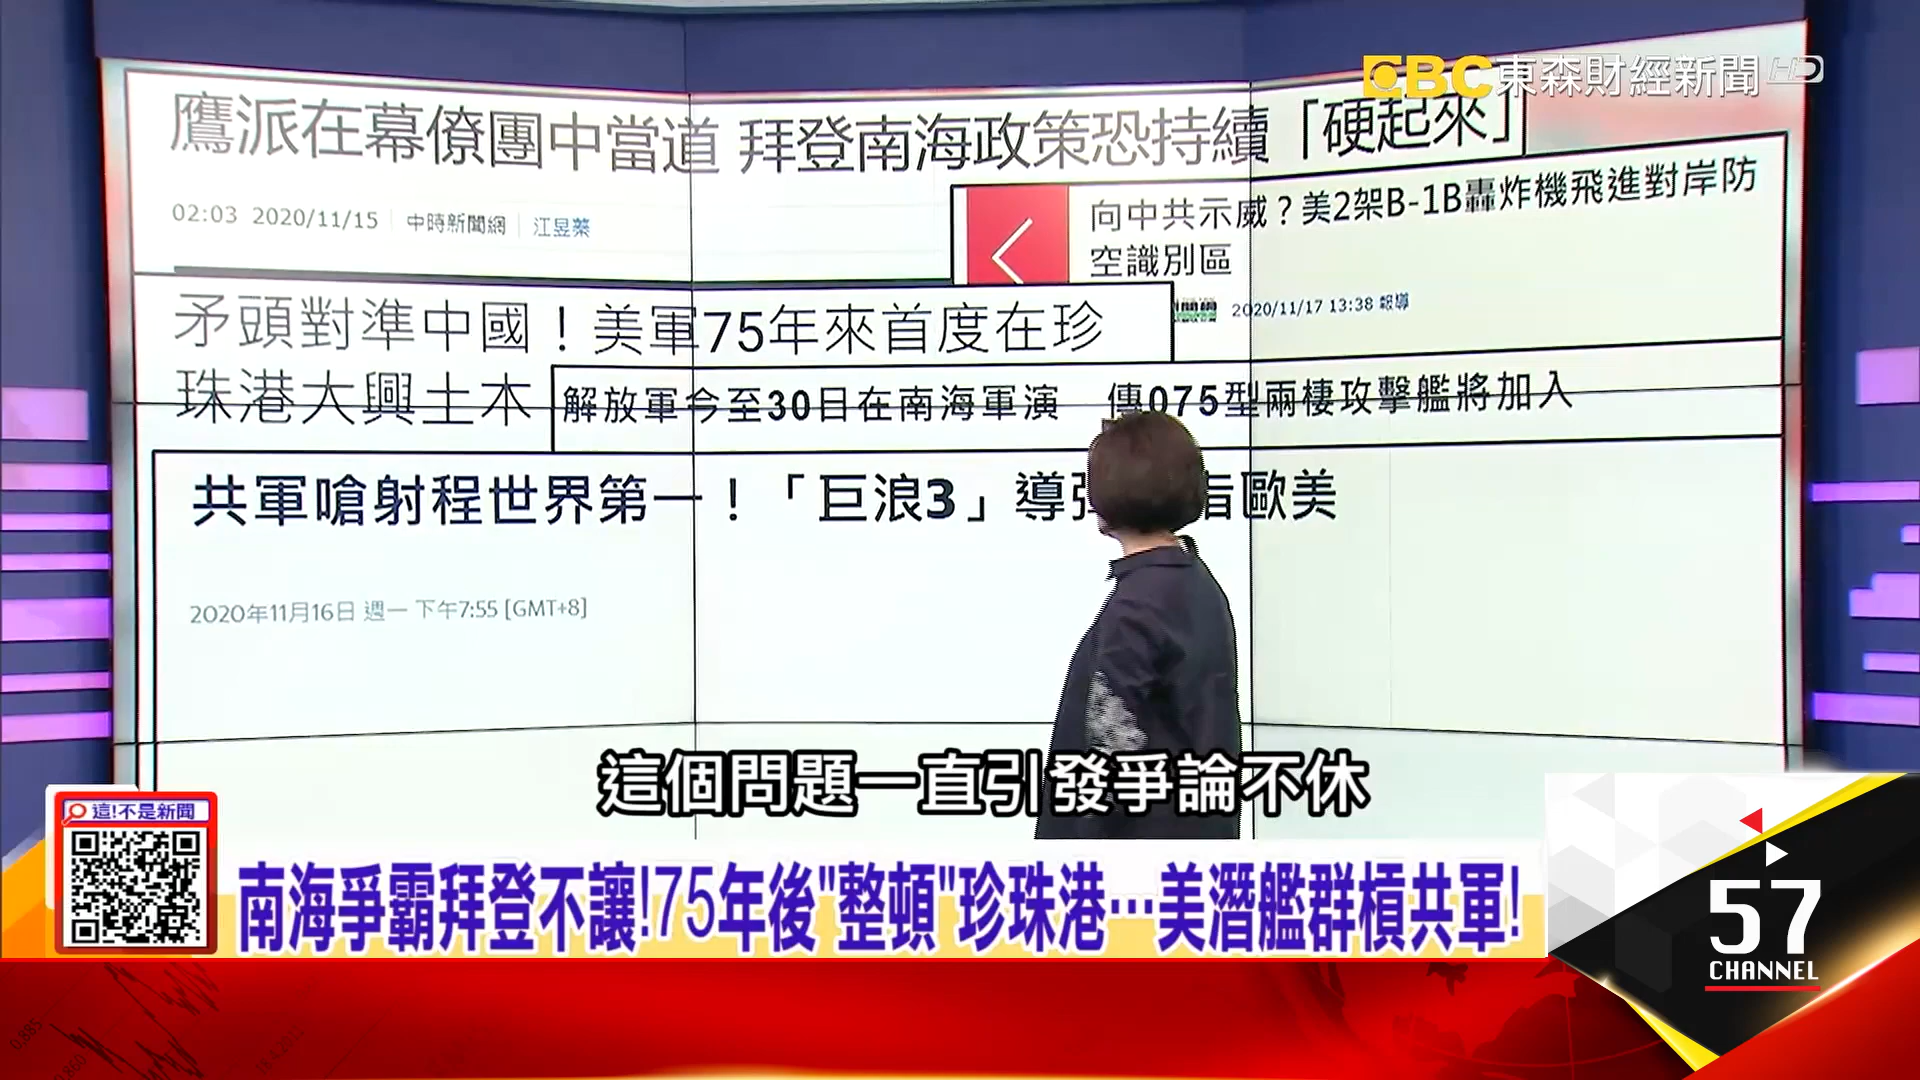 EBC 東森財經新聞 HD
鷹派在幕僚團中當道 拜登南海政策恐持續「硬起來」
02:03 2020/11/15 中時新聞網 江昱蓁
向中共示威？美2架B-1B轟炸機飛進對岸防
空識別區
2020/11/17 13:38 報導
矛頭對準中國！美軍75年來首度在珍
珠港大興土木
解放軍今至30日在南海軍演 傳075型兩棲攻擊艦將加入
共軍嗆射程世界第一！「巨浪3」導彈 指歐美
2020年11月16日 週一 下午7:55 [GMT+8]
這個問題一直引發爭論不休
這!不是新聞
南海爭霸拜登不讓!75年後"整頓"珍珠港…美潛艦群槓共軍!
57
CHANNEL
0.885
0.860